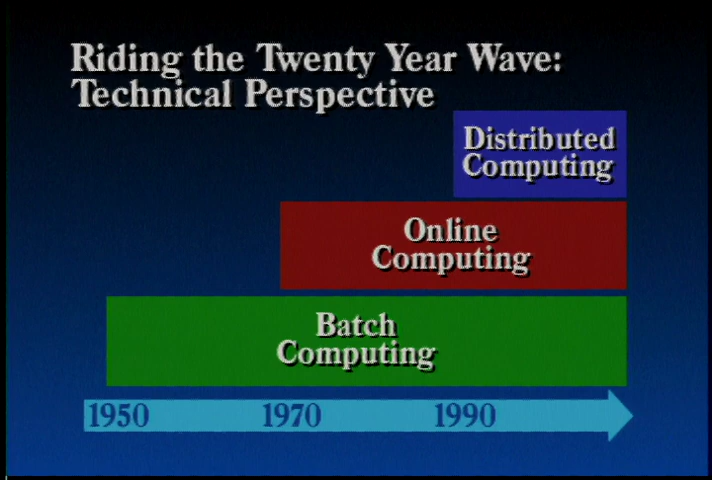 Riding the Twenty Year Wave:
Technical Perspective
Distributed
Computing
Online
Computing
Batch
Computing
1950 1970 1990